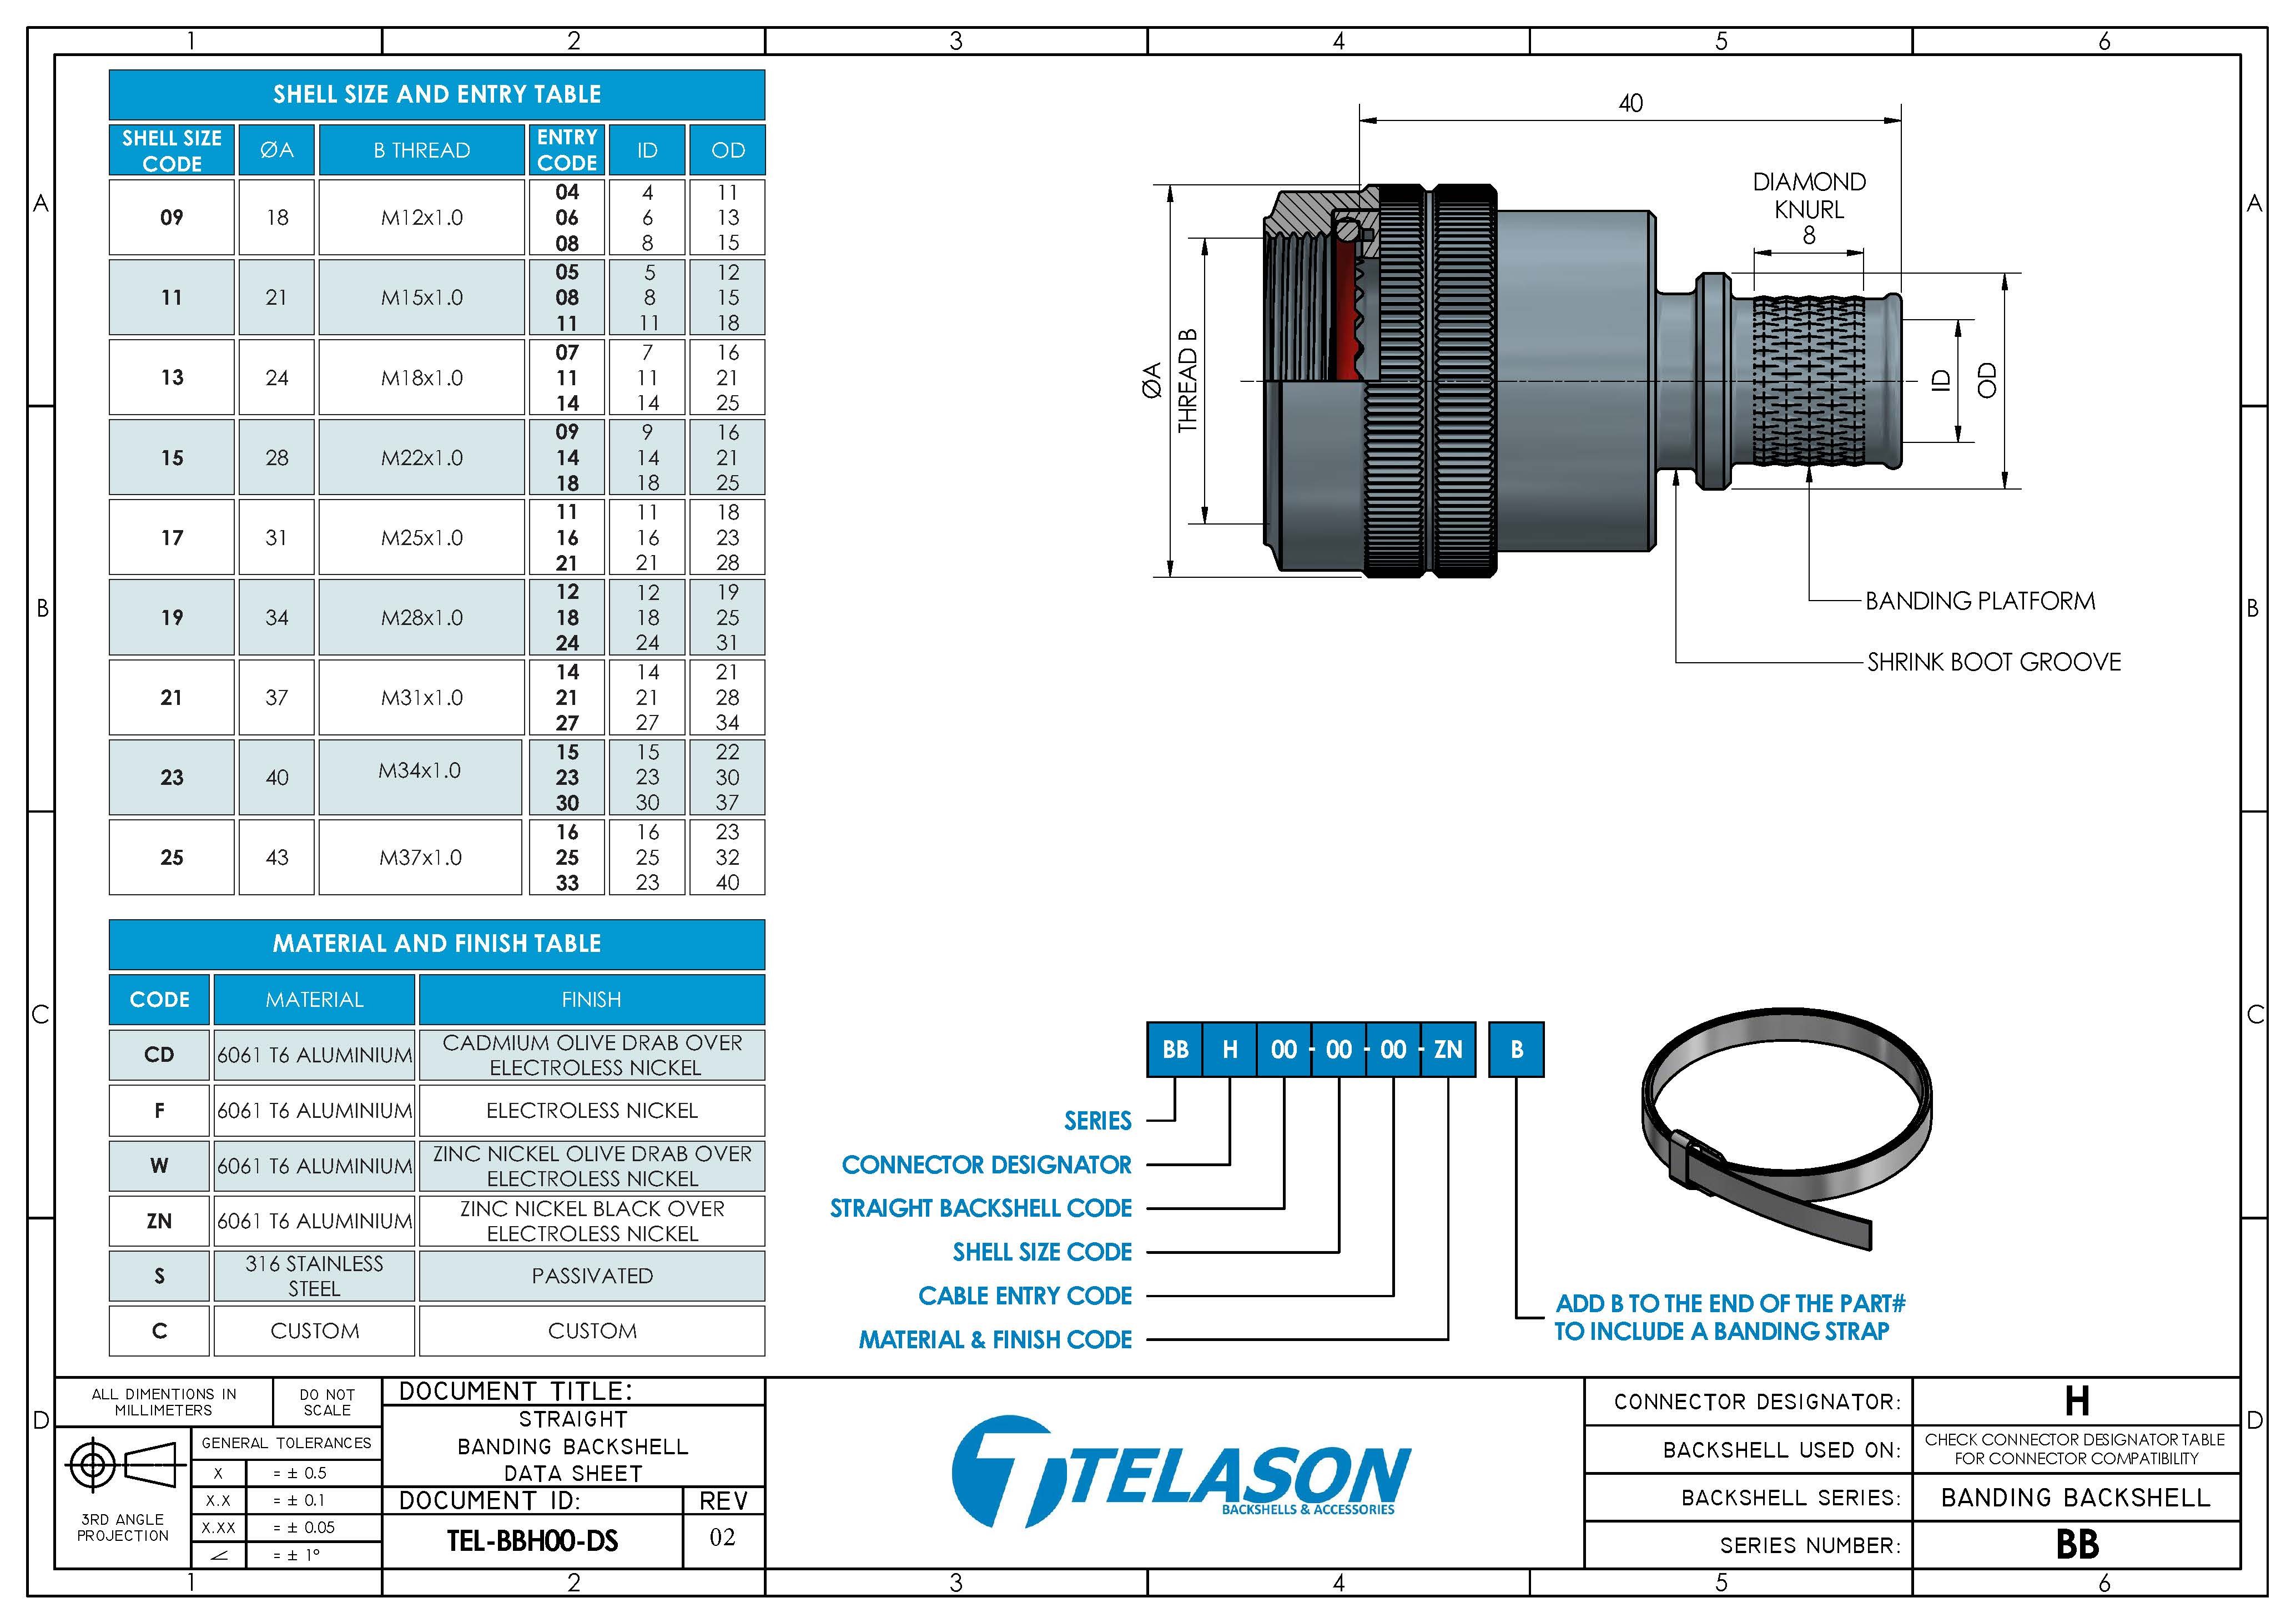 1 2 3 4 5 6
A
B
C
D
SHELL SIZE AND ENTRY TABLE
SHELL SIZE CODE ØA B THREAD ENTRY CODE ID OD
09 18 M12x1.0
04 4 11
06 6 13
08 8 15
11 21 M15x1.0
05 5 12
08 8 15
11 11 18
13 24 M18x1.0
07 7 16
11 11 21
14 14 25
15 28 M22x1.0
09 9 16
14 14 21
18 18 25
17 31 M25x1.0
11 11 18
16 16 23
21 21 28
19 34 M28x1.0
12 12 19
18 18 25
24 24 31
21 37 M31x1.0
14 14 21
21 21 28
27 27 34
23 40 M34x1.0
15 15 22
23 23 30
30 30 37
25 43 M37x1.0
16 16 23
25 25 32
33 23 40
MATERIAL AND FINISH TABLE
CODE MATERIAL FINISH
CD 6061 T6 ALUMINIUM CADMIUM OLIVE DRAB OVER ELECTROLESS NICKEL
F 6061 T6 ALUMINIUM ELECTROLESS NICKEL
W 6061 T6 ALUMINIUM ZINC NICKEL OLIVE DRAB OVER ELECTROLESS NICKEL
ZN 6061 T6 ALUMINIUM ZINC NICKEL BLACK OVER ELECTROLESS NICKEL
S 316 STAINLESS STEEL PASSIVATED
C CUSTOM CUSTOM
40
DIAMOND
KNURL
8
ØA
THREAD B
ID
OD
BANDING PLATFORM
SHRINK BOOT GROOVE
BB H 00 - 00 - 00 - ZN B
SERIES
CONNECTOR DESIGNATOR
STRAIGHT BACKSHELL CODE
SHELL SIZE CODE
CABLE ENTRY CODE
MATERIAL & FINISH CODE
ADD B TO THE END OF THE PART#
TO INCLUDE A BANDING STRAP
ALL DIMENTIONS IN
MILLIMETERS
DO NOT
SCALE
GENERAL TOLERANCES
X = ± 0.5
X.X = ± 0.1
X.XX = ± 0.05
∠ = ± 1°
3RD ANGLE
PROJECTION
DOCUMENT TITLE:
STRAIGHT
BANDING BACKSHELL
DATA SHEET
DOCUMENT ID: REV
TEL-BBH00-DS 02
TELASON
BACKSHELLS & ACCESSORIES
CONNECTOR DESIGNATOR: H
BACKSHELL USED ON: CHECK CONNECTOR DESIGNATOR TABLE
FOR CONNECTOR COMPATIBILITY
BACKSHELL SERIES: BANDING BACKSHELL
SERIES NUMBER: BB
A
B
C
D
1 2 3 4 5 6